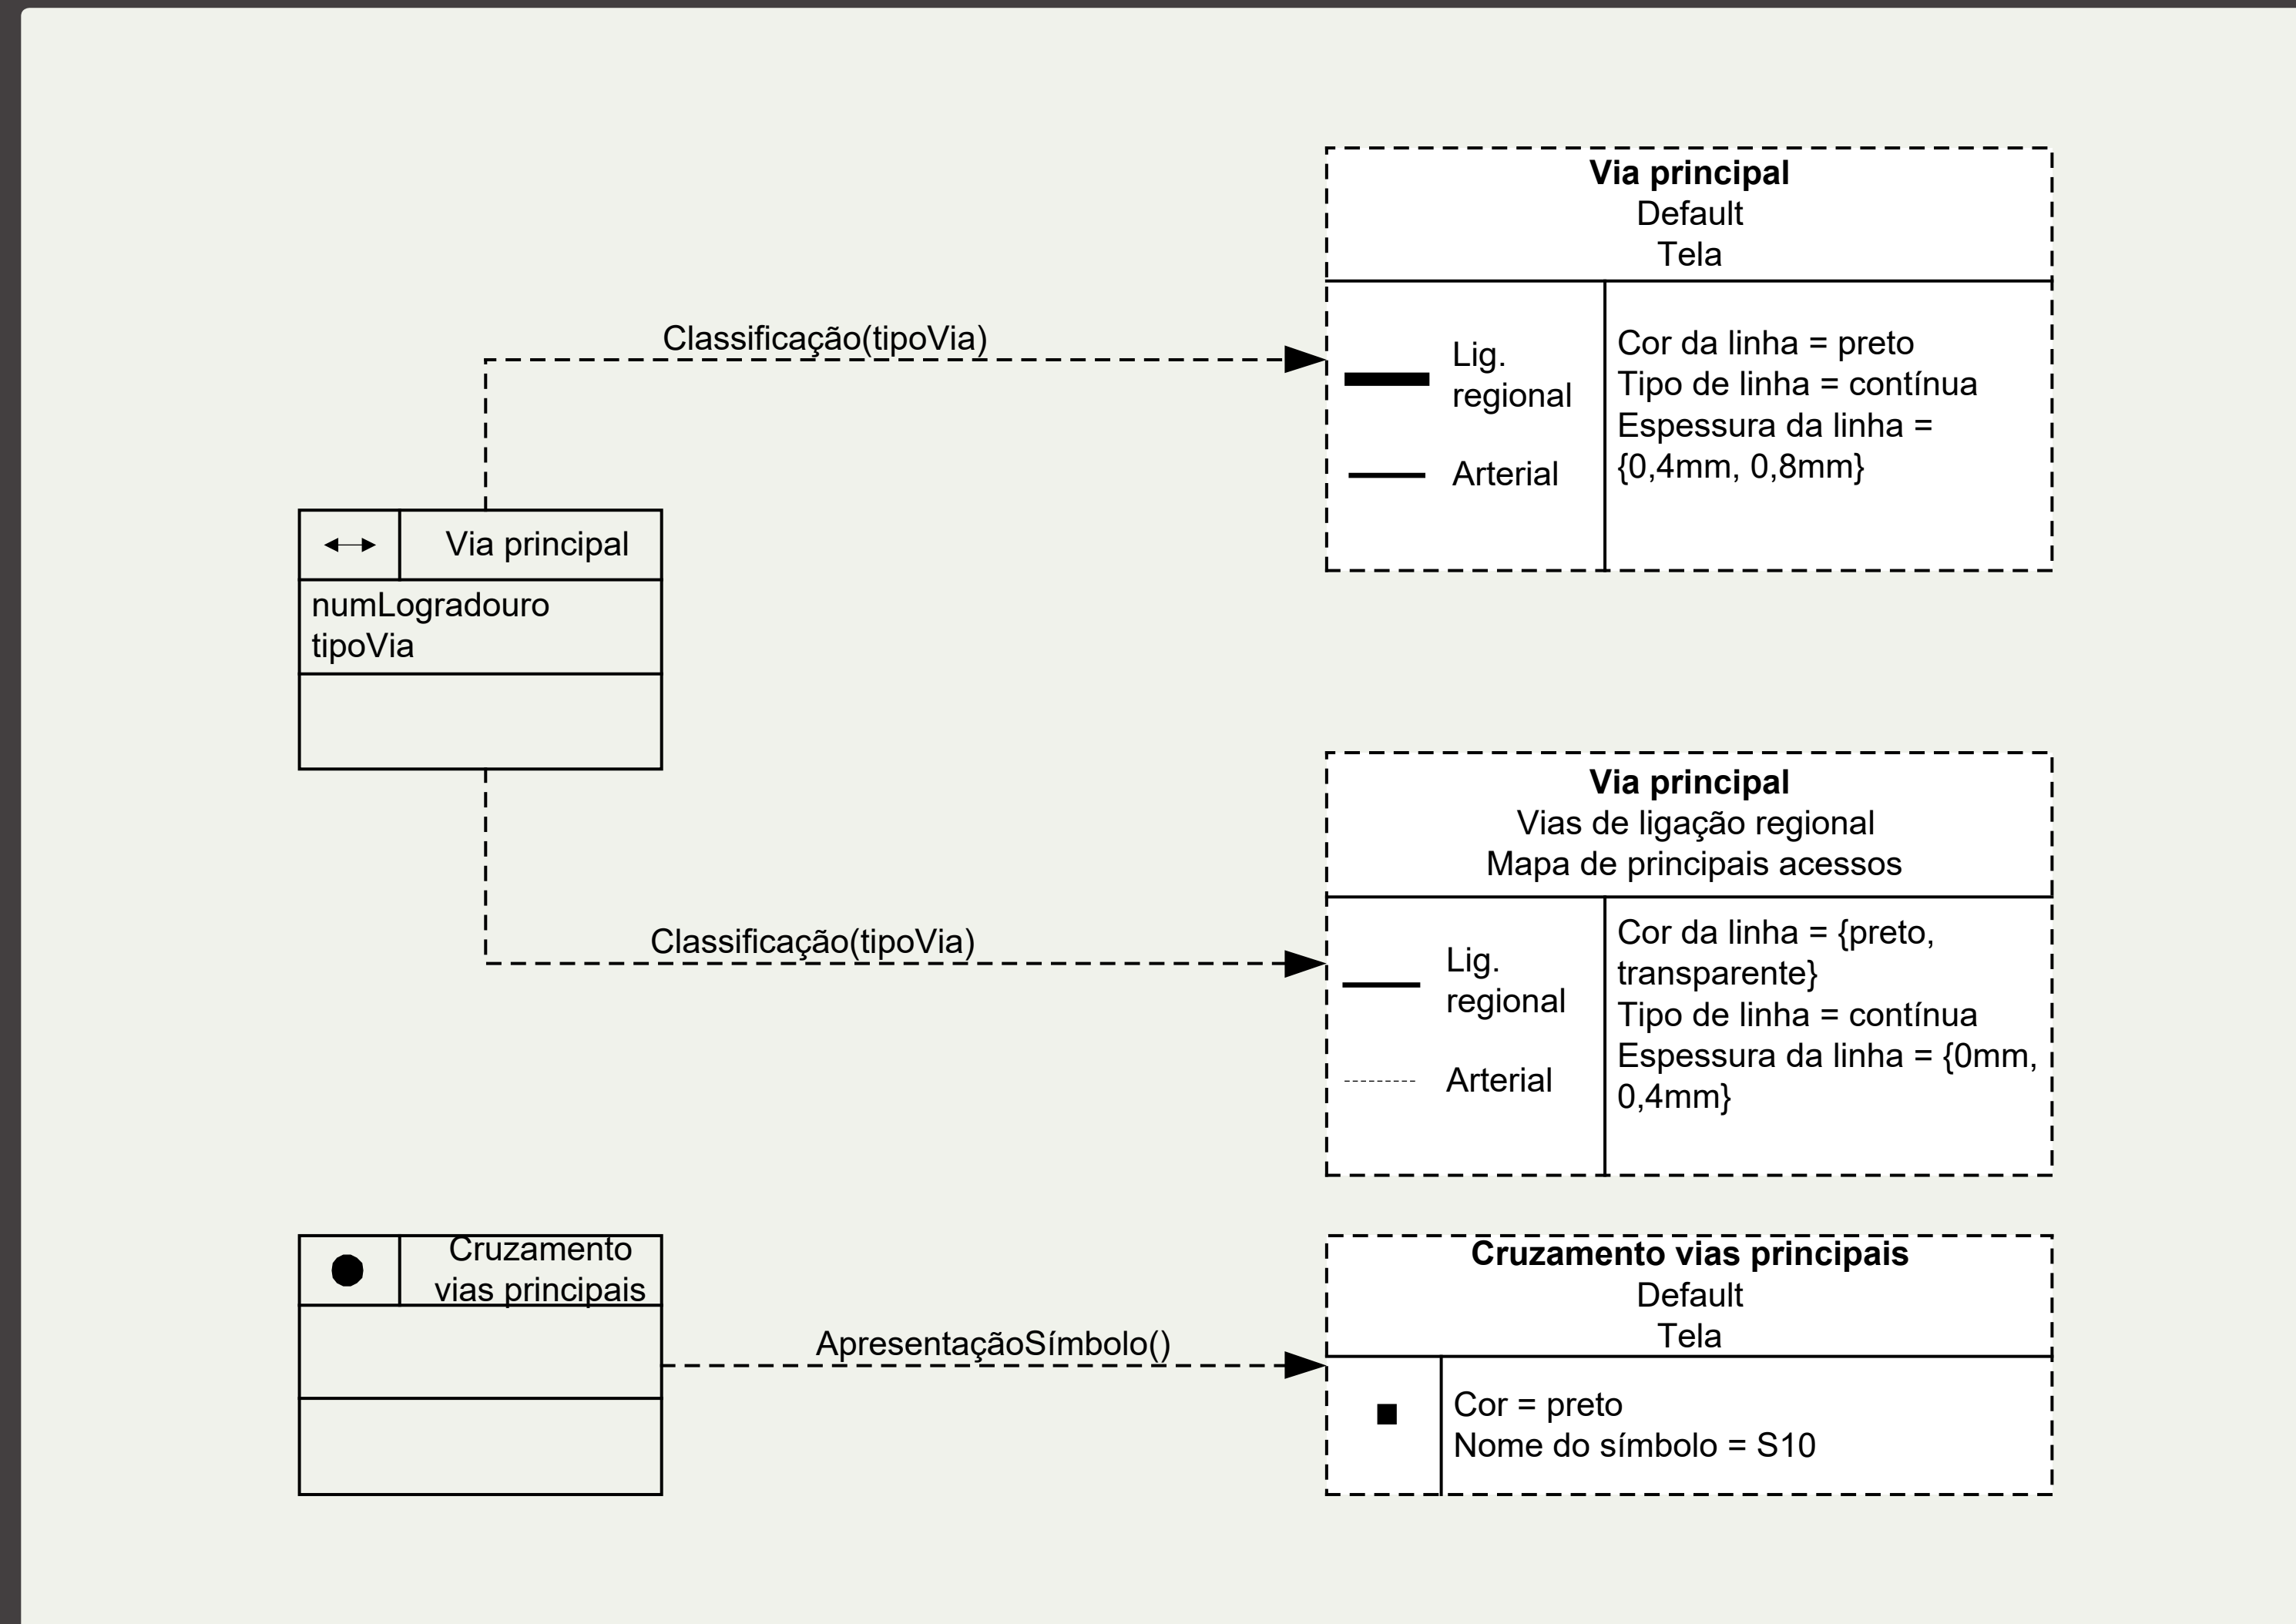 Via principal
Default
Tela
Classificação(tipoVia)
Lig.
regional
Arterial
Cor da linha = preto
Tipo de linha = contínua
Espessura da linha =
{0,4mm, 0,8mm}
Via principal
numLogradouro
tipoVia
Via principal
Vias de ligação regional
Mapa de principais acessos
Classificação(tipoVia)
Lig.
regional
Arterial
Cor da linha = {preto,
transparente}
Tipo de linha = contínua
Espessura da linha = {0mm,
0,4mm}
Cruzamento
vias principais
ApresentaçãoSímbolo()
Cruzamento vias principais
Default
Tela
Cor = preto
Nome do símbolo = S10